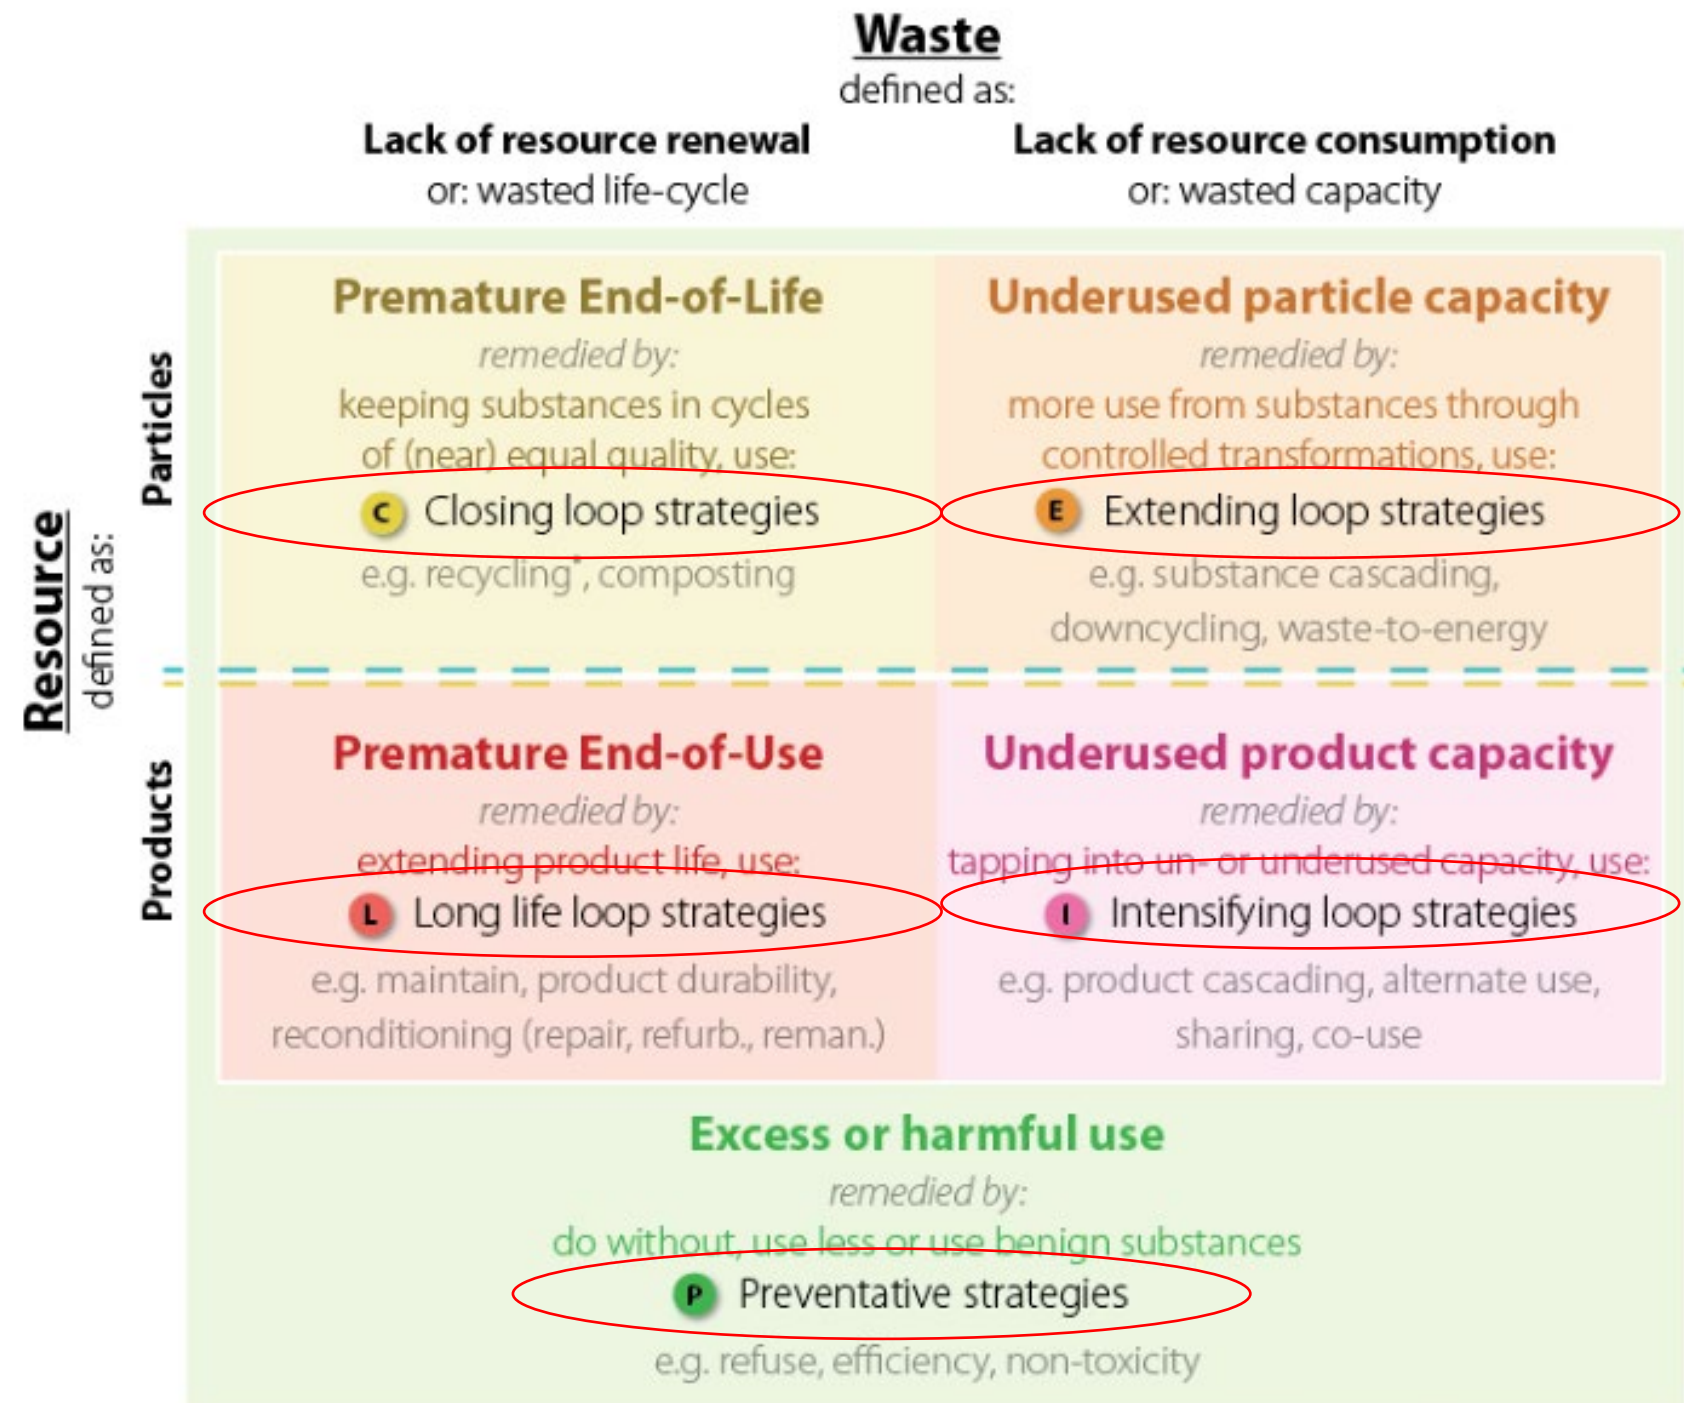 Waste
defined as:
Lack of resource renewal
or: wasted life-cycle
Lack of resource consumption
or: wasted capacity
Resource
defined as:
Particles
Premature End-of-Life
remedied by:
keeping substances in cycles
of (near) equal quality, use:
C Closing loop strategies
e.g. recycling*, composting
Underused particle capacity
remedied by:
more use from substances through
controlled transformations, use:
E Extending loop strategies
e.g. substance cascading,
downcycling, waste-to-energy
Products
Premature End-of-Use
remedied by:
extending product life, use:
L Long life loop strategies
e.g. maintain, product durability,
reconditioning (repair, refurb., reman.)
Underused product capacity
remedied by:
tapping into un- or underused capacity, use:
I Intensifying loop strategies
e.g. product cascading, alternate use,
sharing, co-use
Excess or harmful use
remedied by:
do without, use less or use benign substances
P Preventative strategies
e.g. refuse, efficiency, non-toxicity